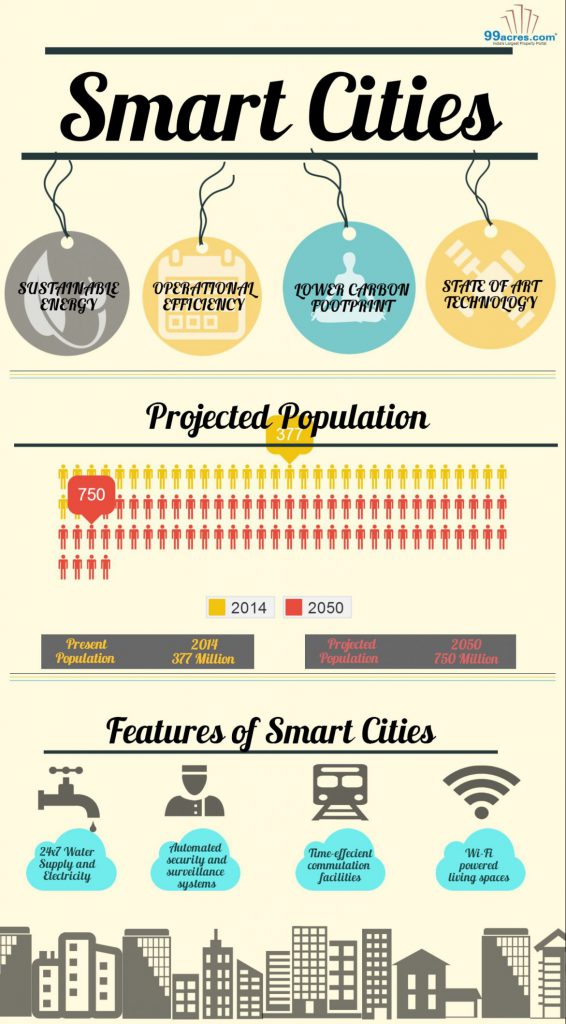 99acres.com
India's Largest Property Portal
Smart Cities
SUSTAINABLE
ENERGY
OPERATIONAL
EFFICIENCY
LOWER CARBON
FOOTPRINT
STATE OF ART
TECHNOLOGY
Projected Population
377
750
2014
2050
Present
Population
2014
377 Million
Projected
Population
2050
750 Million
Features of Smart Cities
24x7 Water
Supply and
Electricity
Automated
security and
surveillance
systems
Time-effecient
commutation
facilities
Wi-Fi
powered
living spaces